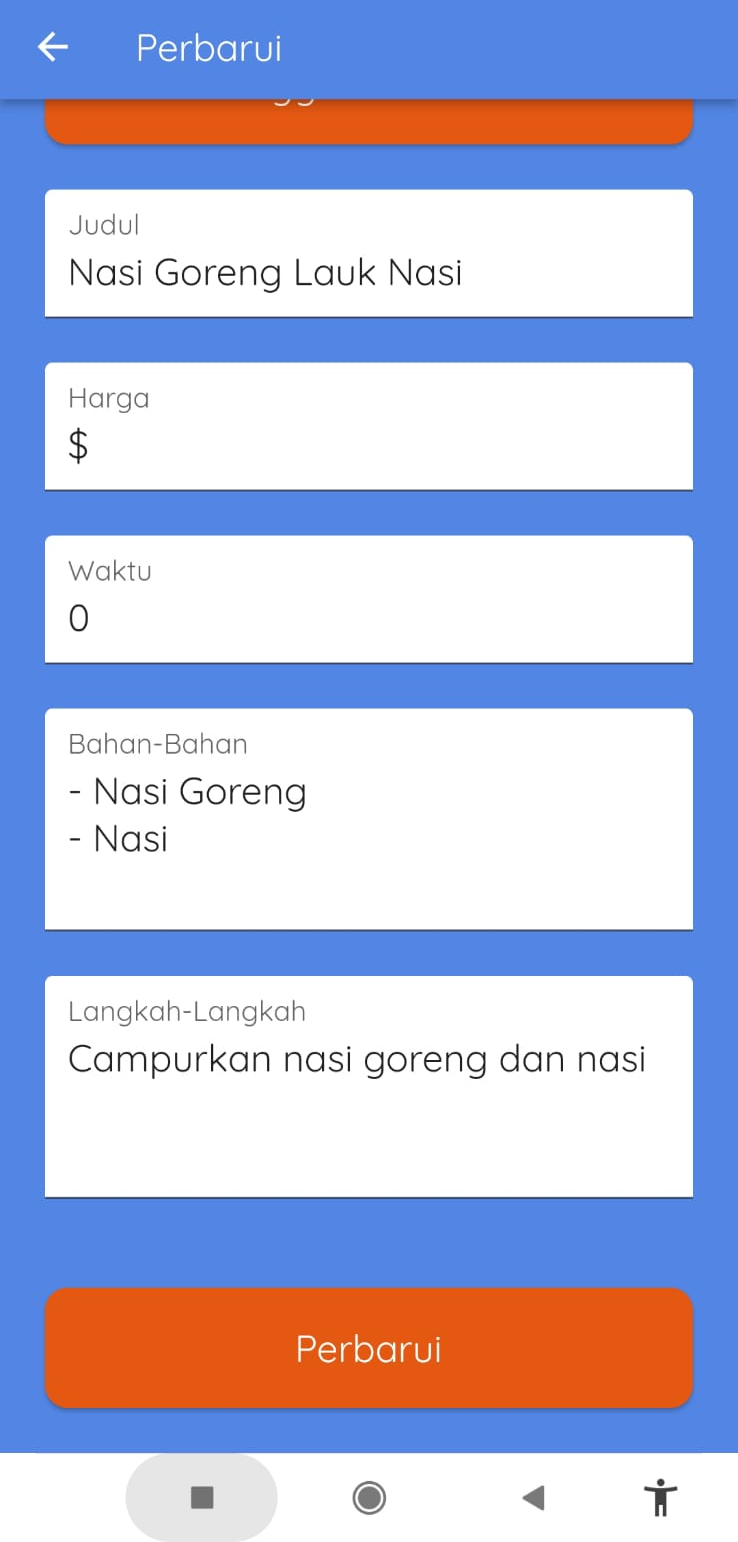 Perbarui
Judul
Nasi Goreng Lauk Nasi
Harga
$
Waktu
0
Bahan-Bahan
- Nasi Goreng
- Nasi
Langkah-Langkah
Campurkan nasi goreng dan nasi
Perbarui